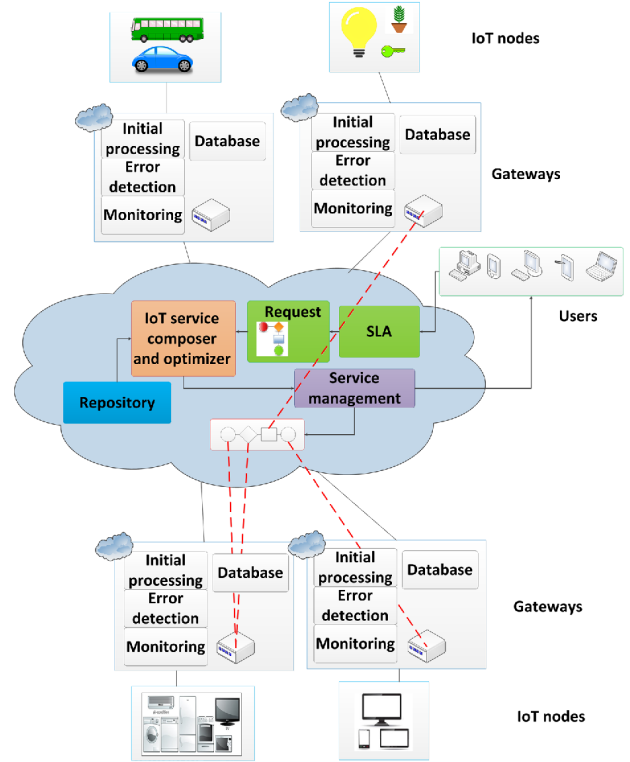 IoT nodes
Initial
processing
Error
detection
Monitoring
Database
Initial
processing
Error
detection
Monitoring
Database
Gateways
Users
IoT service
composer
and optimizer
Request
SLA
Repository
Service
management
Initial
processing
Error
detection
Monitoring
Database
Initial
processing
Error
detection
Monitoring
Database
Gateways
IoT nodes